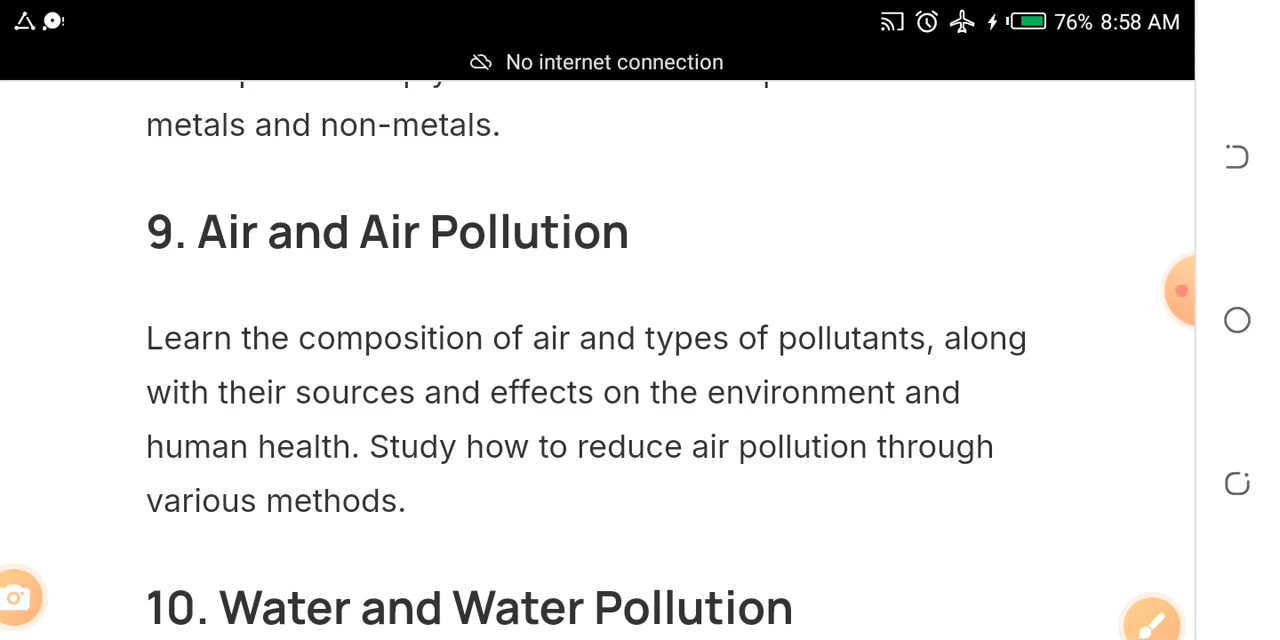 76% 8:58 AM
No internet connection
metals and non-metals.
9. Air and Air Pollution
Learn the composition of air and types of pollutants, along
with their sources and effects on the environment and
human health. Study how to reduce air pollution through
various methods.
10. Water and Water Pollution